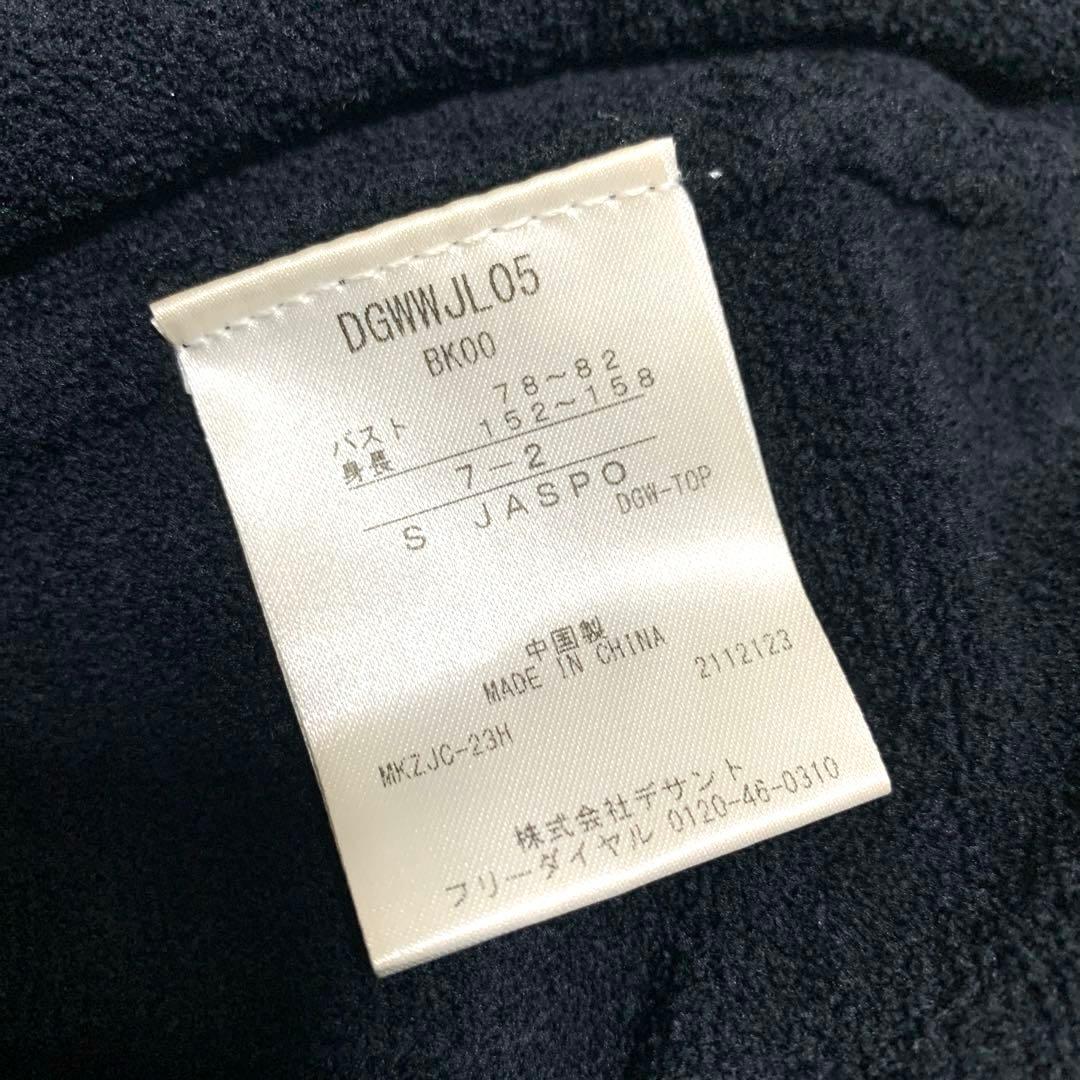 DGWWJL05
BK00
バスト 78~82
身長 152~158
7-2
S JASPO
DGW-TOP
中国製
MADE IN CHINA
2112123
MKZJC-23H
株式会社デサント
フリーダイヤル 0120-46-0310